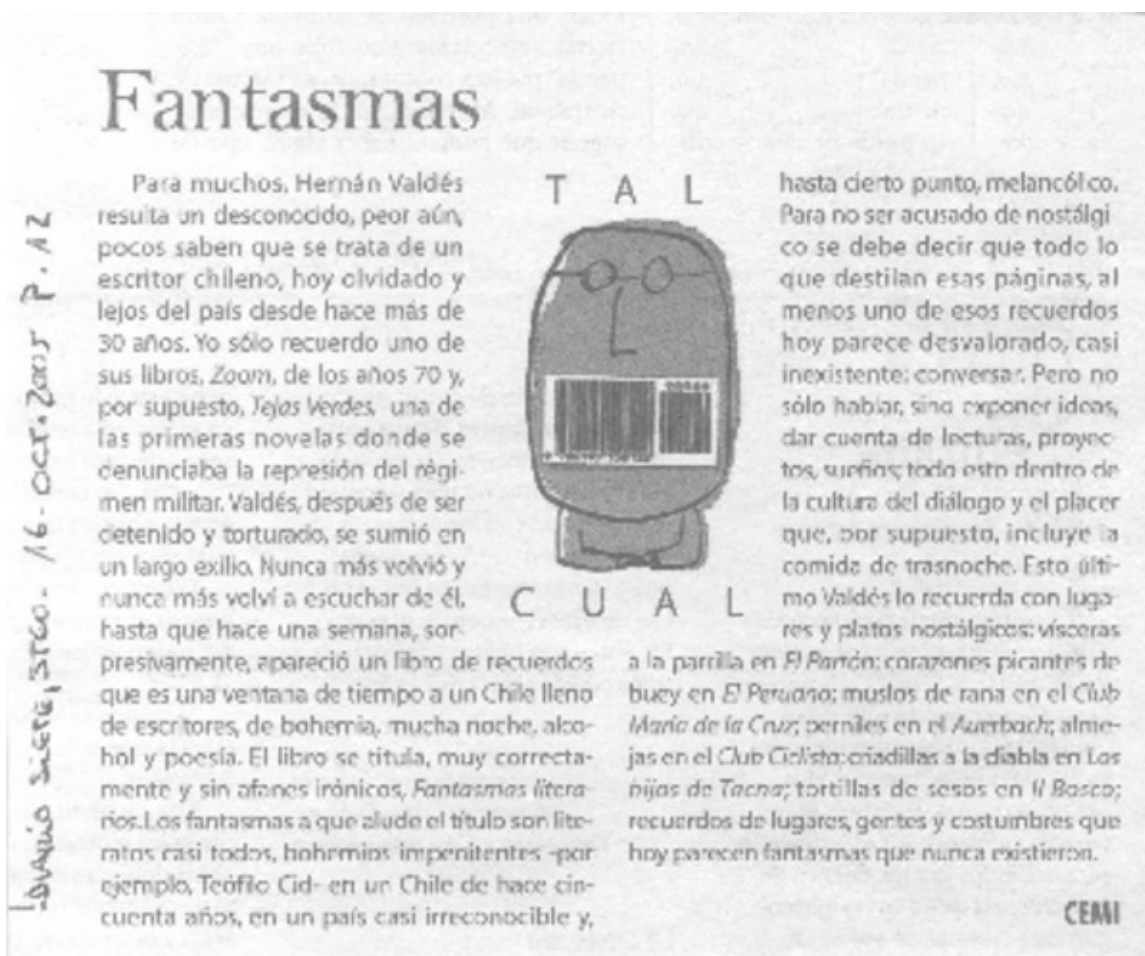 Fantasmas
Para muchos, Hernán Valdés
resulta un desconocido, peor aún,
pocos saben que se trata de un
escritor chileno, hoy olvidado y
lejos del país desde hace más de
30 años. Yo sólo recuerdo uno de
sus libros, Zoom, de los años 70 y,
por supuesto, Tejas Verdes, una de
las primeras novelas donde se
denunciaba la represión del régi-
men militar. Valdés, después de ser
detenido y torturado, se sumió en
un largo exilio. Nunca más volvió y
nunca más volví a escuchar de él,
hasta que hace una semana, sor-
presivamente, apareció un libro de recuerdos
que es una ventana de tiempo a un Chile lleno
de escritores, de bohemia, mucha noche, alco-
hol y poesía. El libro se titula, muy correcta-
mente y sin afanes irónicos, Fantasmas litera-
rios. Los fantasmas a que alude el título son lite-
ratos casi todos, bohemios impenitentes -por
ejemplo, Teófilo Cid- en un Chile de hace cin-
cuenta años, en un país casi irreconocible y,
TAL
CUAL
hasta cierto punto, melancólico.
Para no ser acusado de nostálgi
co se debe decir que todo lo
que destilan esas páginas, al
menos uno de esos recuerdos
hoy parece desvalorado, casi
inexistente: conversar. Pero no
sólo hablar, sino exponer ideas,
dar cuenta de lecturas, proyec-
tos, sueños; todo esto dentro de
la cultura del diálogo y el placer
que, por supuesto, incluye la
comida de trasnoche. Esto últi-
mo Valdés lo recuerda con luga-
res y platos nostálgicos: vísceras
a la parrilla en El Parrón; corazones picantes de
buey en El Peruano; muslos de rana en el Club
María de la Cruz; perniles en el Auerbach; alme-
jas en el Club Ciclista; criadillas a la diabla en Los
hijos de Tacna; tortillas de sesos en Il Bosco;
recuerdos de lugares, gentes y costumbres que
hoy parecen fantasmas que nunca existieron.
CEMI
Diario siete, Stgo. 16-oct-2005 P. 12